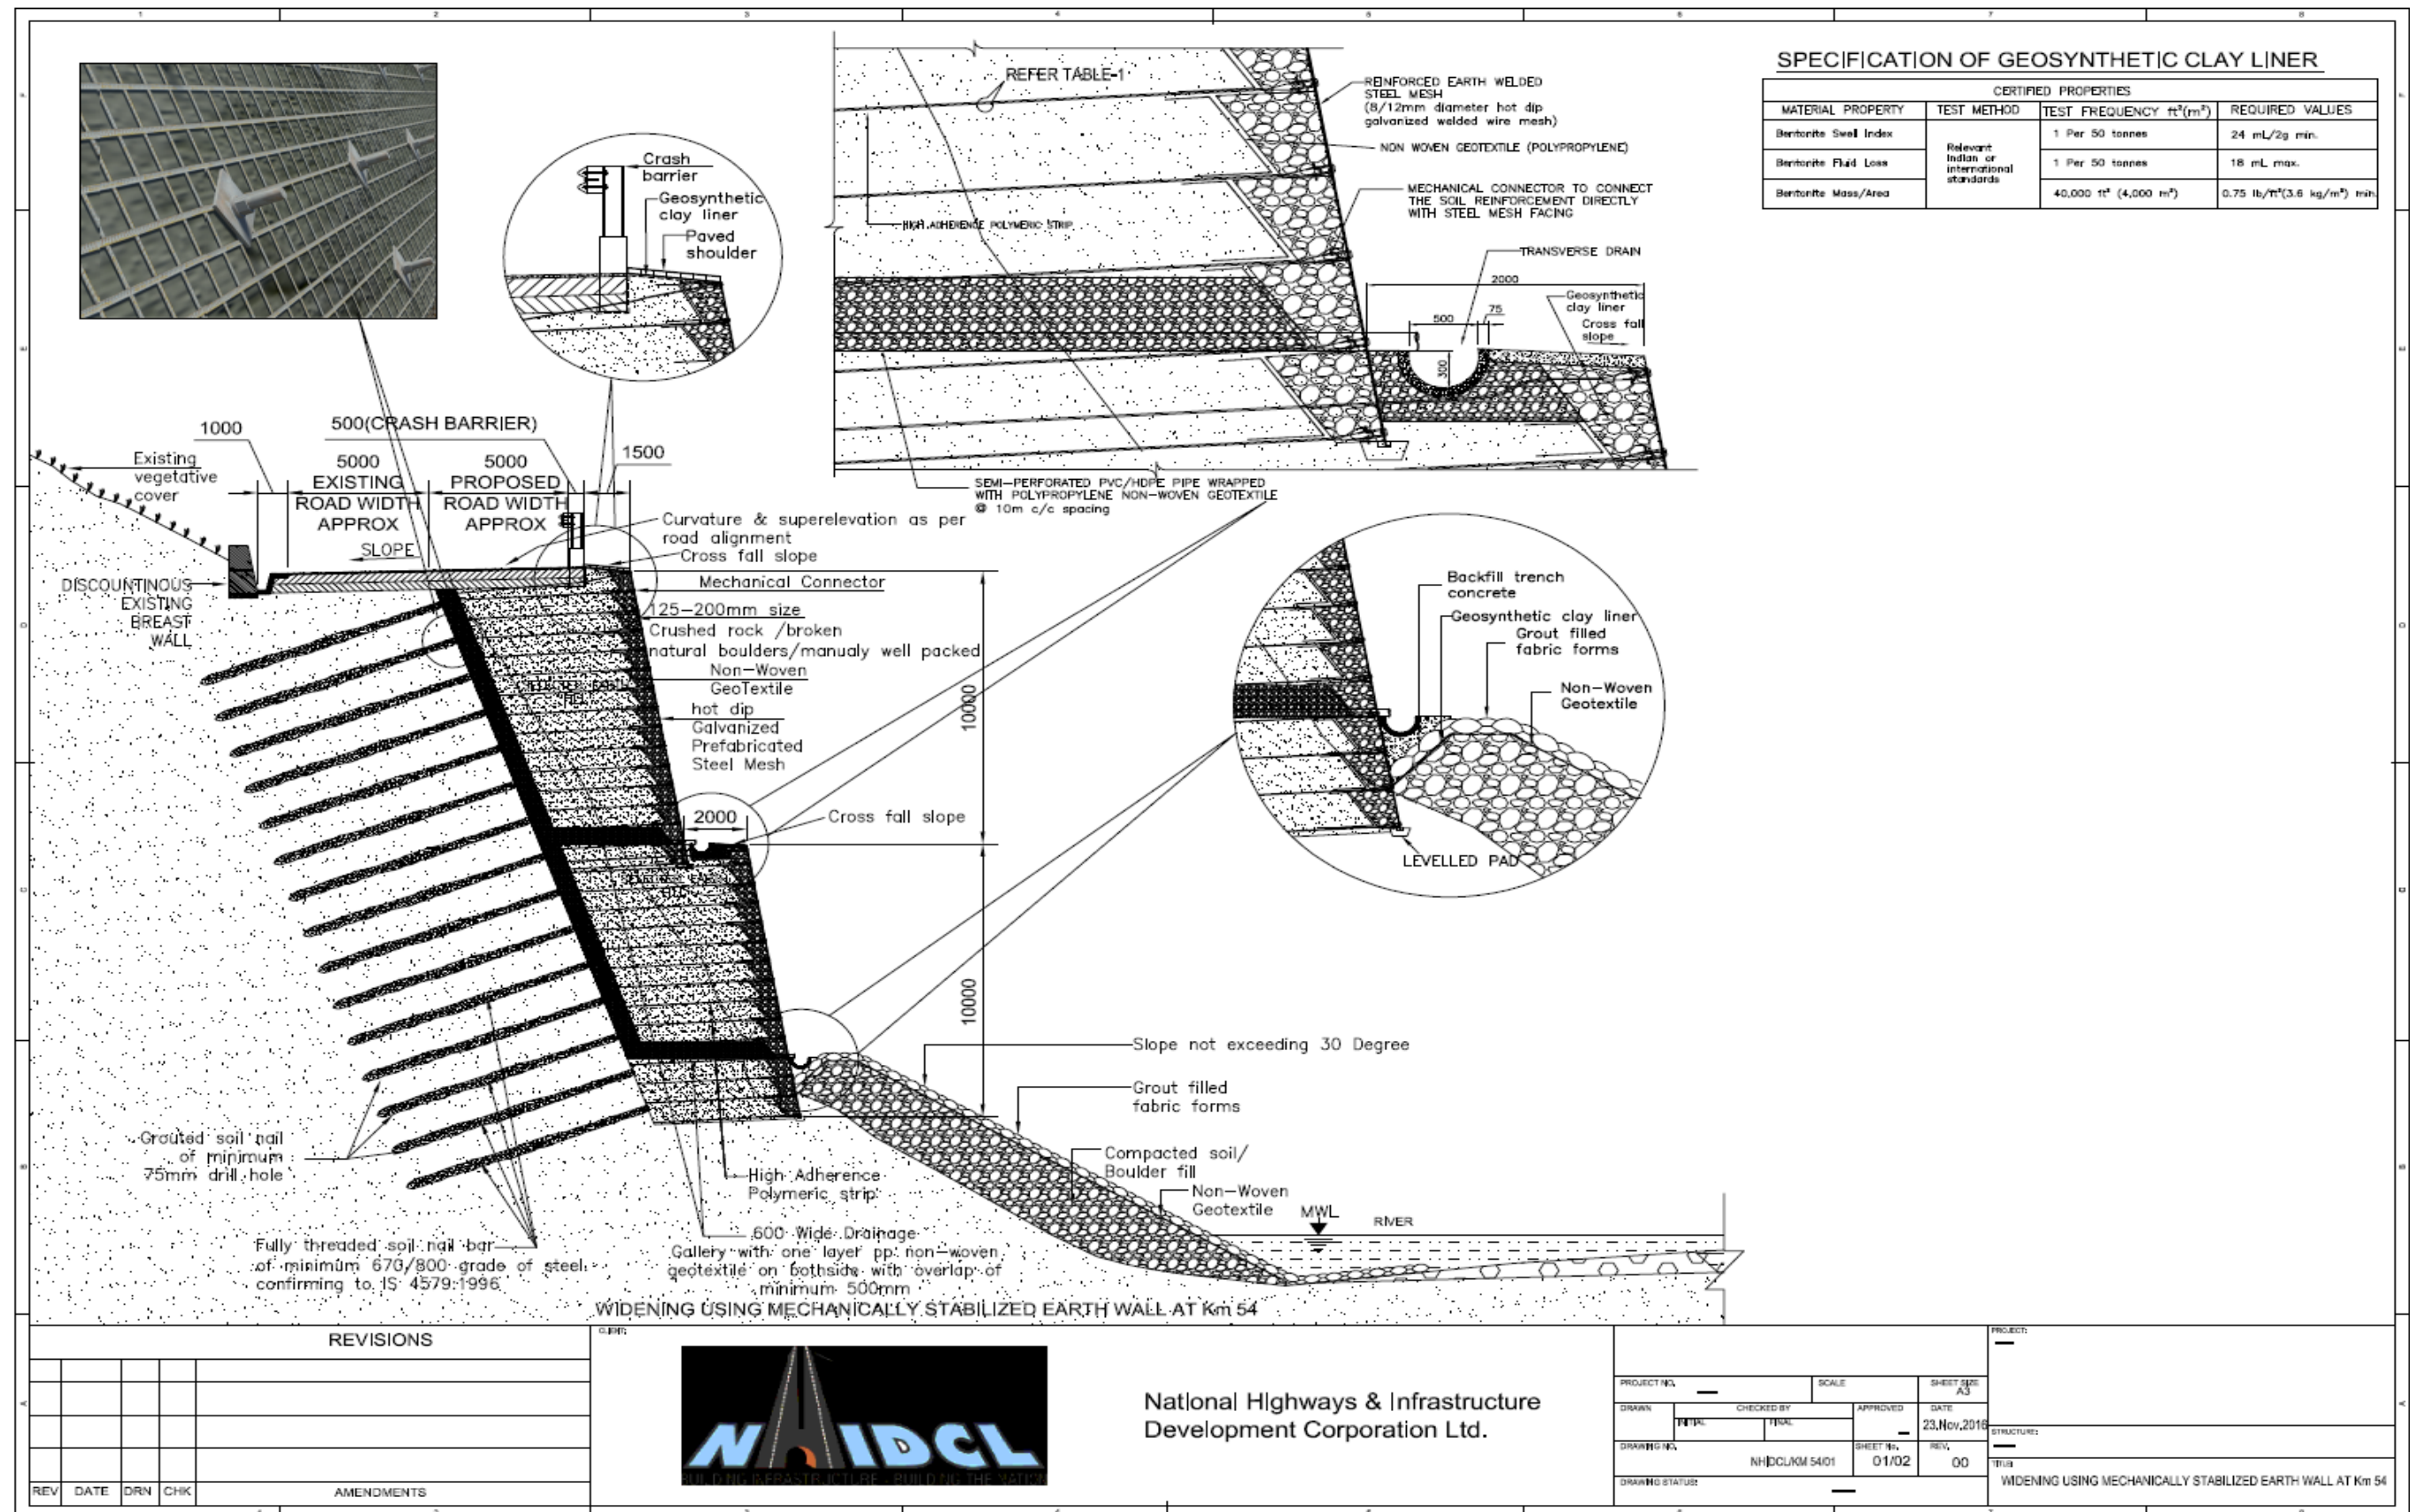 SPECIFICATION OF GEOSYNTHETIC CLAY LINER
CERTIFIED PROPERTIES
MATERIAL PROPERTY TEST METHOD TEST FREQUENCY ft²(m²) REQUIRED VALUES
Bentonite Swell Index
1 Per 50 tonnes
24 mL/2g min.
Relevant
Indian or
international
standards
Bentonite Fluid Loss
1 Per 50 tonnes
18 mL max.
Bentonite Mass/Area
40,000 ft² (4,000 m²)
0.75 lb/ft²(3.6 kg/m²) min.
REFER TABLE-1
REINFORCED EARTH WELDED
STEEL MESH
(8/12mm diameter hot dip
galvanized welded wire mesh)
NON WOVEN GEOTEXTILE (POLYPROPYLENE)
MECHANICAL CONNECTOR TO CONNECT
THE SOIL REINFORCEMENT DIRECTLY
WITH STEEL MESH FACING
HIGH ADHERENCE POLYMERIC STRIP
TRANSVERSE DRAIN
2000
Geosynthetic
clay liner
500
75
Cross fall
slope
300
SEMI-PERFORATED PVC/HDPE PIPE WRAPPED
WITH POLYPROPYLENE NON-WOVEN GEOTEXTILE
@ 10m c/c spacing
Crash
barrier
Geosynthetic
clay liner
Paved
shoulder
1000
500(CRASH BARRIER)
1500
Existing
vegetative
cover
5000
EXISTING
ROAD WIDTH
APPROX
5000
PROPOSED
ROAD WIDTH
APPROX
SLOPE
Curvature & superelevation as per
road alignment
Cross fall slope
DISCOUNTINOUS
EXISTING
BREAST
WALL
Mechanical Connector
125-200mm size
Crushed rock /broken
natural boulders/manualy well packed
Non-Woven
GeoTextile
hot dip
Galvanized
Prefabricated
Steel Mesh
10000
2000
Cross fall slope
10000
Backfill trench
concrete
Geosynthetic clay liner
Grout filled
fabric forms
Non-Woven
Geotextile
LEVELLED PAD
Slope not exceeding 30 Degree
Grout filled
fabric forms
Compacted soil/
Boulder fill
Non-Woven
Geotextile
MWL
RIVER
Grouted soil nail
of minimum
75mm drill hole
High Adherence
Polymeric strip
Fully threaded soil nail bar
of minimum 670/800 grade of steel
confirming to IS 4579:1996
600 Wide Drainage
Gallery with one layer pp non-woven
geotextile on bothside with overlap of
minimum 500mm
WIDENING USING MECHANICALLY STABILIZED EARTH WALL AT Km 54
REVISIONS
REV DATE DRN CHK AMENDMENTS
CLIENT:
NHIDCL
BUILDING INFRASTRUCTURE - BUILDING THE NATION
National Highways & Infrastructure
Development Corporation Ltd.
PROJECT NO.
SCALE
SHEET SIZE
A3
DRAWN
CHECKED BY
INITIAL
FINAL
APPROVED
DATE
23.Nov.2016
DRAWING NO.
NHIDCL/KM 54/01
SHEET No.
01/02
REV.
00
DRAWING STATUS:
PROJECT:
STRUCTURE:
TITLE:
WIDENING USING MECHANICALLY STABILIZED EARTH WALL AT Km 54